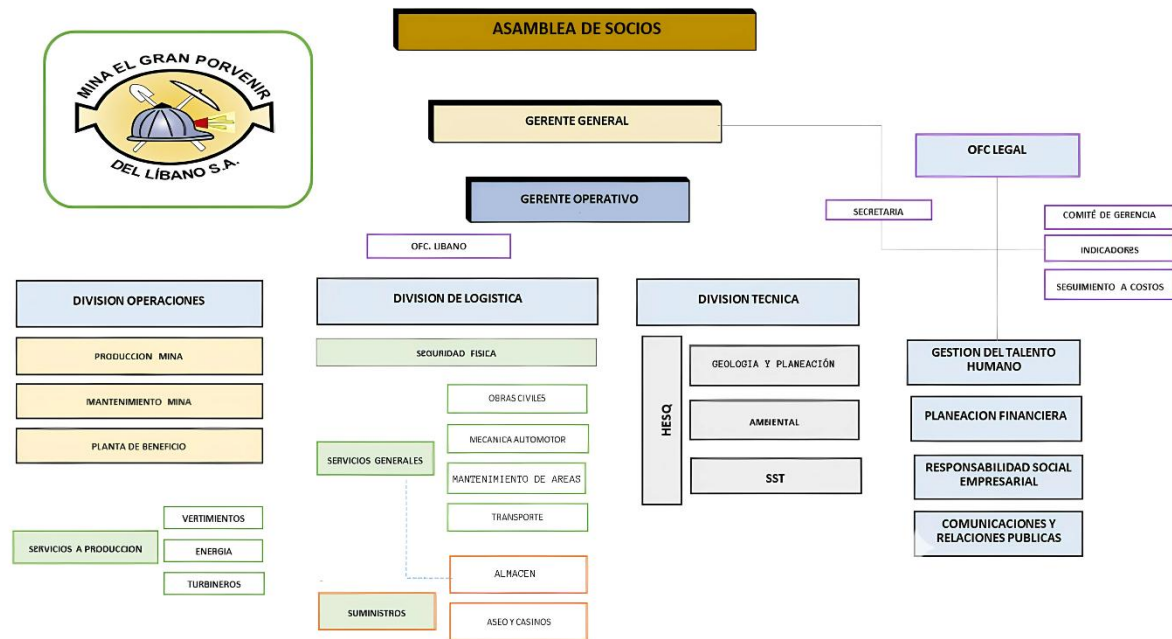 MINA EL GRAN PORVENIR
DEL LÍBANO S.A.
ASAMBLEA DE SOCIOS
GERENTE GENERAL
OFC LEGAL
GERENTE OPERATIVO
SECRETARIA
COMITÉ DE GERENCIA
OFC. LIBANO
INDICADORES
SEGUIMIENTO A COSTOS
DIVISION OPERACIONES
PRODUCCION MINA
MANTENIMIENTO MINA
PLANTA DE BENEFICIO
SERVICIOS A PRODUCCION
VERTIMIENTOS
ENERGIA
TURBINEROS
DIVISION DE LOGISTICA
SEGURIDAD FISICA
SERVICIOS GENERALES
OBRAS CIVILES
MECANICA AUTOMOTOR
MANTENIMIENTO DE AREAS
TRANSPORTE
SUMINISTROS
ALMACEN
ASEO Y CASINOS
DIVISION TECNICA
HESQ
GEOLOGIA Y PLANEACIÓN
AMBIENTAL
SST
GESTION DEL TALENTO
HUMANO
PLANEACION FINANCIERA
RESPONSABILIDAD SOCIAL
EMPRESARIAL
COMUNICACIONES Y
RELACIONES PUBLICAS